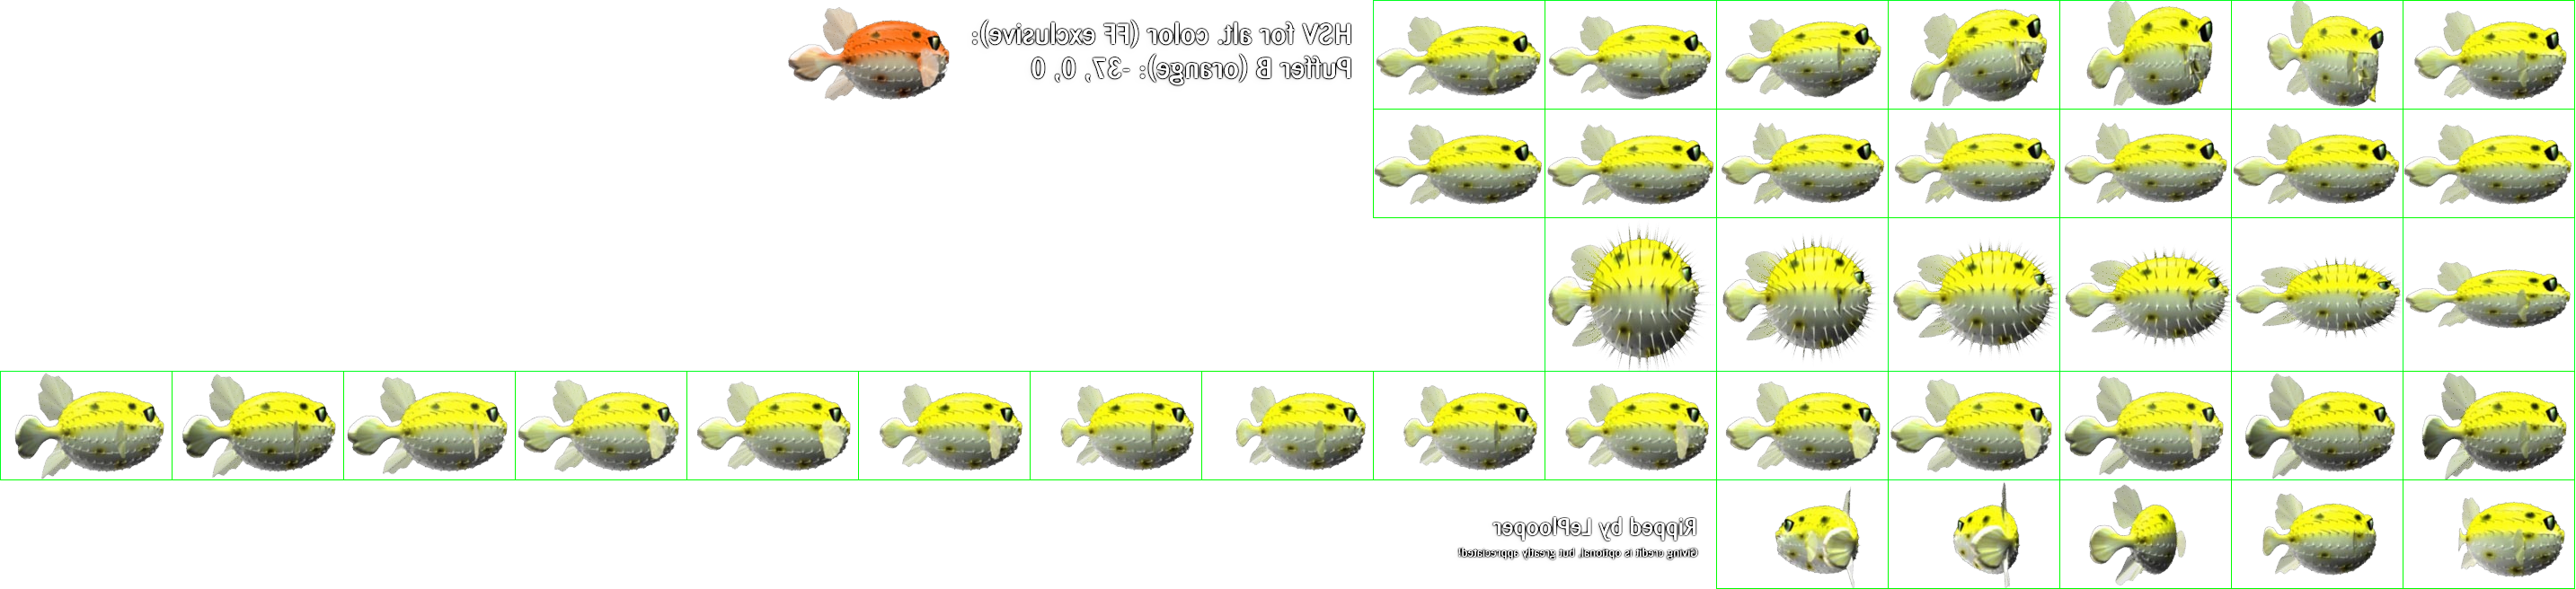 HSV for alt. color (FF exclusive):
Puffer B (orange): -37, 0, 0
Ripped by LePlooper
Giving credit is optional, but greatly appreciated!